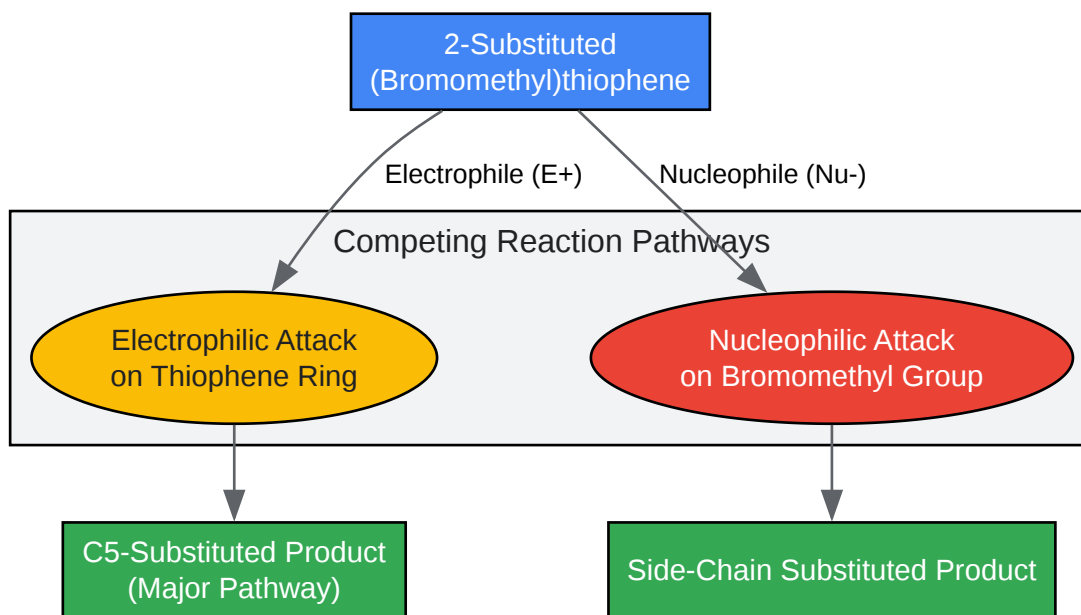 2-Substituted
(Bromomethyl)thiophene
Electrophile (E+)
Nucleophile (Nu-)
Competing Reaction Pathways
Electrophilic Attack
on Thiophene Ring
Nucleophilic Attack
on Bromomethyl Group
C5-Substituted Product
(Major Pathway)
Side-Chain Substituted Product